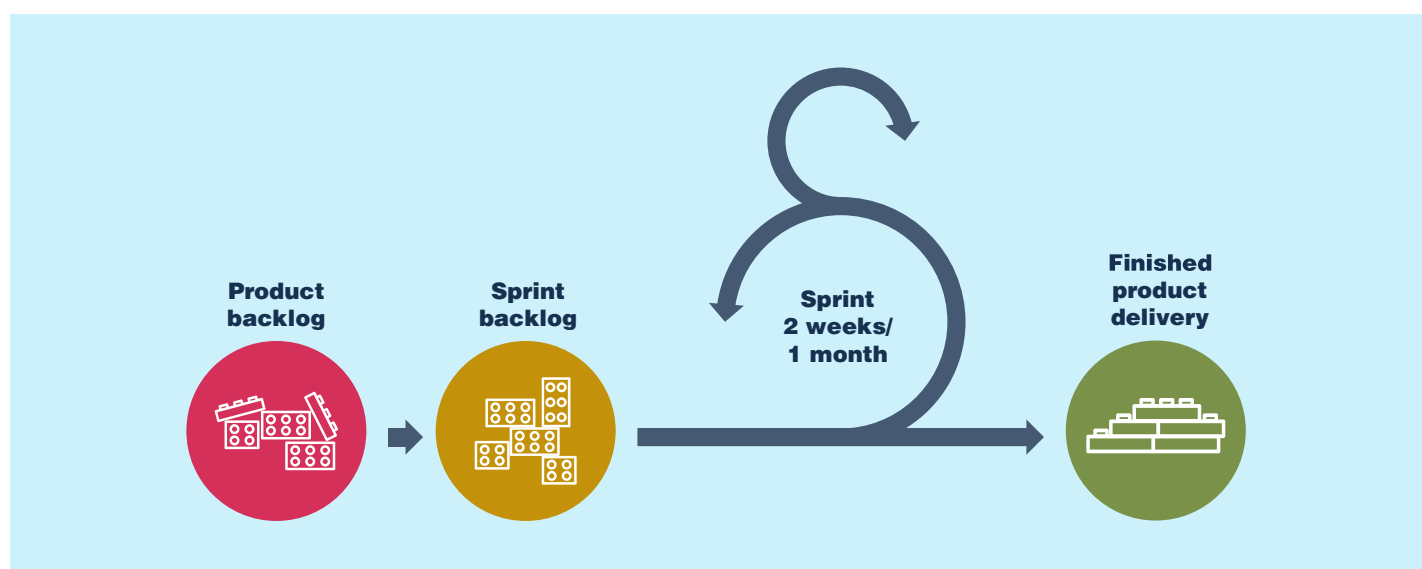 Product
backlog
Sprint
backlog
Sprint
2 weeks/
1 month
Finished
product
delivery